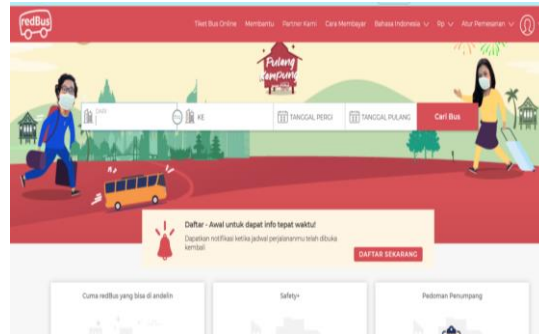 redBus
Tiket Bus Online Membantu Partner Kami Cara Membayar Bahasa Indonesia Rp Atur Pemesanan
Pulang
Kampung
KE TANGGAL PERGI TANGGAL PULANG Cari Bus
Daftar - Awal untuk dapat info tepat waktu!
Dapatkan notifikasi ketika jadwal perjalananmu telah dibuka
kembali
DAFTAR SEKARANG
Cuma redBus yang bisa di andelin Safety+ Pedoman Penumpang